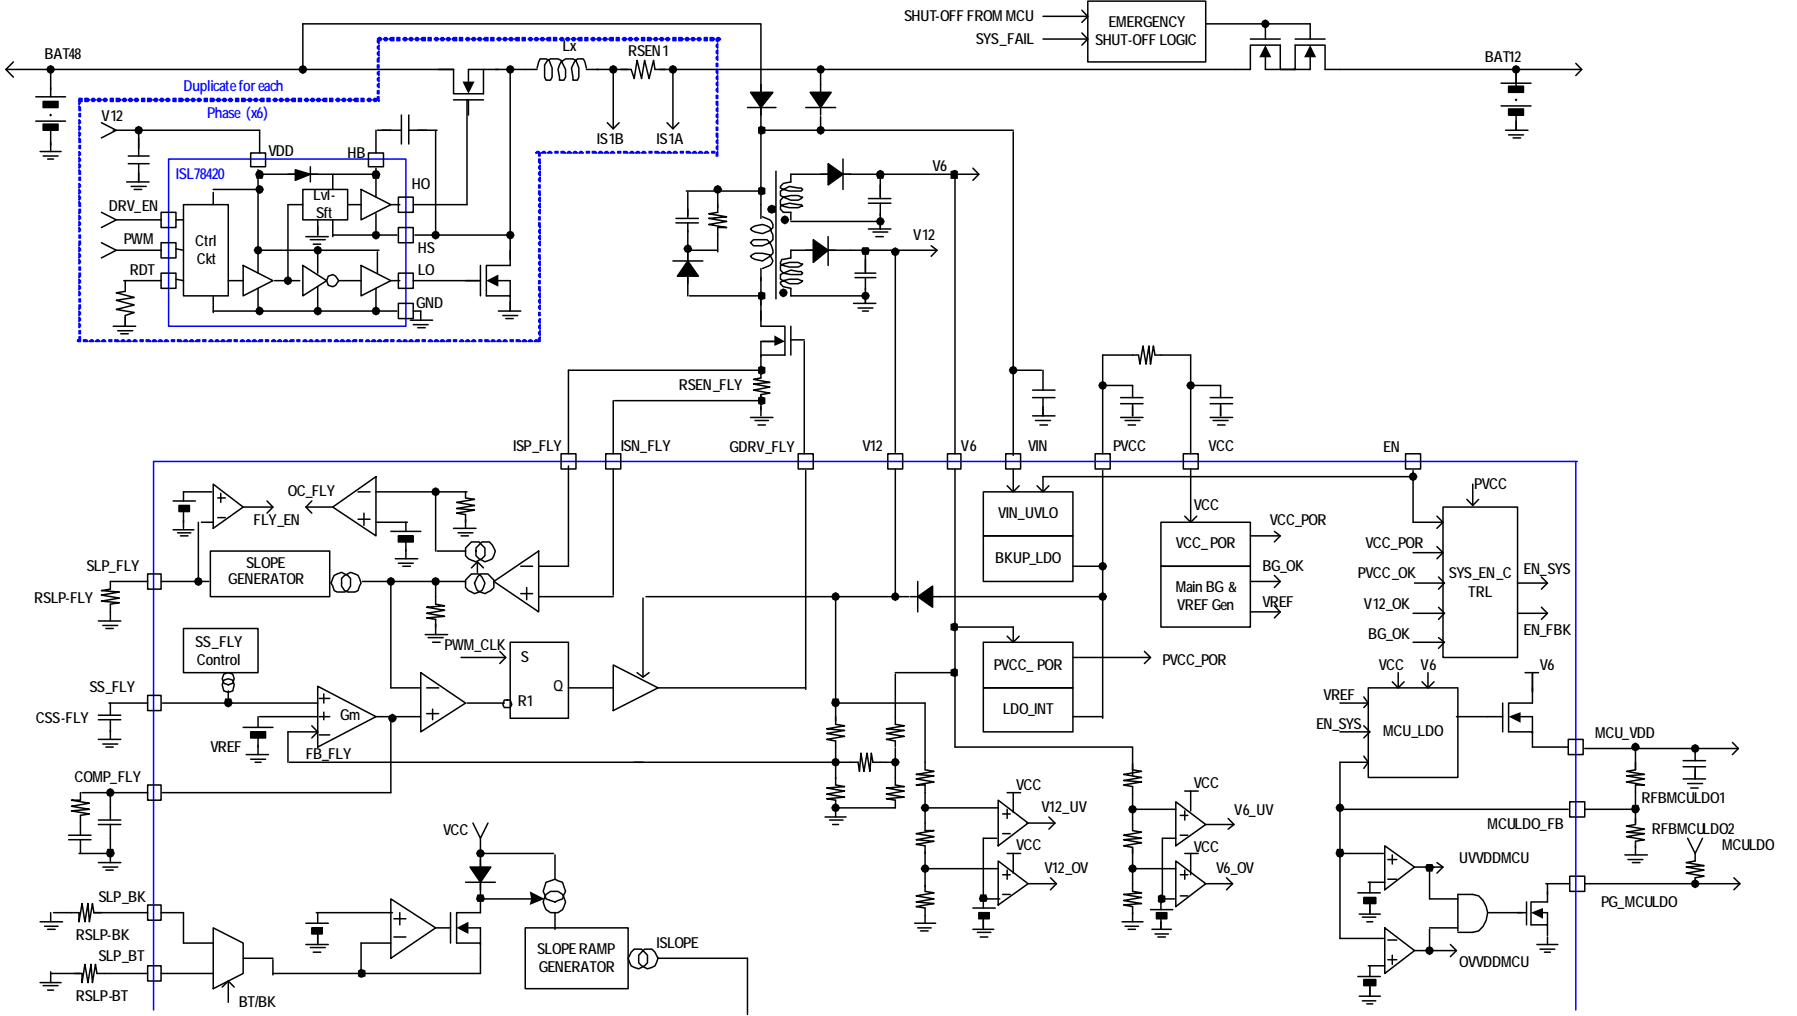 SHUT-OFF FROM MCU
SYS_FAIL
EMERGENCY
SHUT-OFF LOGIC
BAT48
Lx
RSEN1
BAT12
Duplicate for each
Phase (x6)
V12
IS1B
IS1A
VDD
HB
ISL78420
HO
Lvl-
Sft
DRV_EN
PWM
RDT
Ctrl
Ckt
HS
LO
GND
V6
V12
RSEN_FLY
ISP_FLY
ISN_FLY
GDRV_FLY
V12
V6
VIN
PVCC
VCC
EN
OC_FLY
FLY_EN
SLP_FLY
RSLP-FLY
SLOPE
GENERATOR
VIN_UVLO
BKUP_LDO
VCC
VCC_POR
Main BG &
VREF Gen
VCC_POR
BG_OK
VREF
PVCC
VCC_POR
PVCC_OK
V12_OK
BG_OK
SYS_EN_C
TRL
EN_SYS
EN_FBK
SS_FLY
Control
PWM_CLK
S
Q
R1
PVCC_POR
LDO_INT
PVCC_POR
SS_FLY
CSS-FLY
VREF
Gm
FB_FLY
COMP_FLY
VCC
V6
V6
VREF
EN_SYS
MCU_LDO
MCU_VDD
RFBMCULDO1
MCULDO_FB
RFBMCULDO2
MCULDO
VCC
V12_UV
VCC
V12_OV
VCC
V6_UV
VCC
V6_OV
UVVDDMCU
PG_MCULDO
OVVDDMCU
VCC
SLP_BK
RSLP-BK
SLP_BT
RSLP-BT
BT/BK
SLOPE RAMP
GENERATOR
ISLOPE